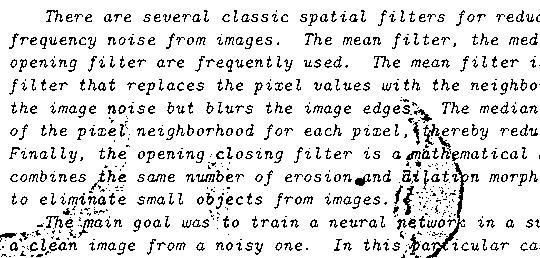 There are several classic spatial filters for reduc
frequency noise from images. The mean filter, the med
opening filter are frequently used. The mean filter i
filter that replaces the pixel values with the neighbo
the image noise but blurs the image edges. The median
of the pixel neighborhood for each pixel, thereby redu
Finally, the opening closing filter is a mathematical
combines the same number of erosion and dilation morph
to eliminate small objects from images.
The main goal was to train a neural network in a su
a clean image from a noisy one. In this particular ca